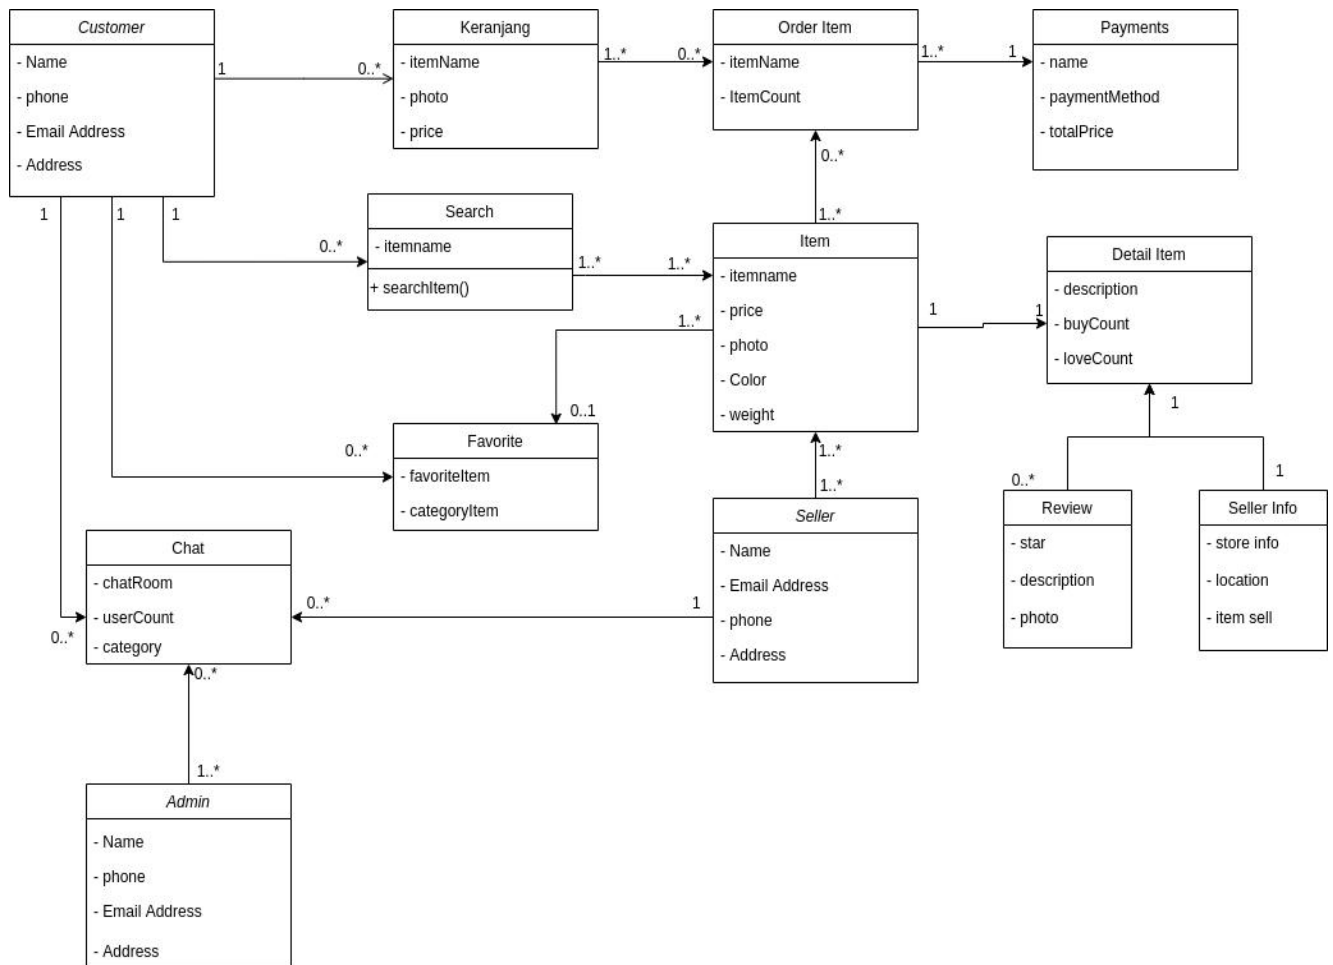 Customer
- Name
- phone
- Email Address
- Address
1
0..*
Keranjang
- itemName
- photo
- price
1..*
0..*
Order Item
- itemName
- ItemCount
1..*
1
Payments
- name
- paymentMethod
- totalPrice
1
1
1
0..*
Search
- itemname
+ searchItem()
1..*
1..*
0..*
1..*
Item
- itemname
- price
- photo
- Color
- weight
1
1
Detail Item
- description
- buyCount
- loveCount
1..*
0..1
0..*
Favorite
- favoriteItem
- categoryItem
1..*
1..*
Seller
- Name
- Email Address
- phone
- Address
1
0..*
1
Review
- star
- description
- photo
Seller Info
- store info
- location
- item sell
Chat
- chatRoom
- userCount
- category
0..*
0..*
1
0..*
1..*
Admin
- Name
- phone
- Email Address
- Address